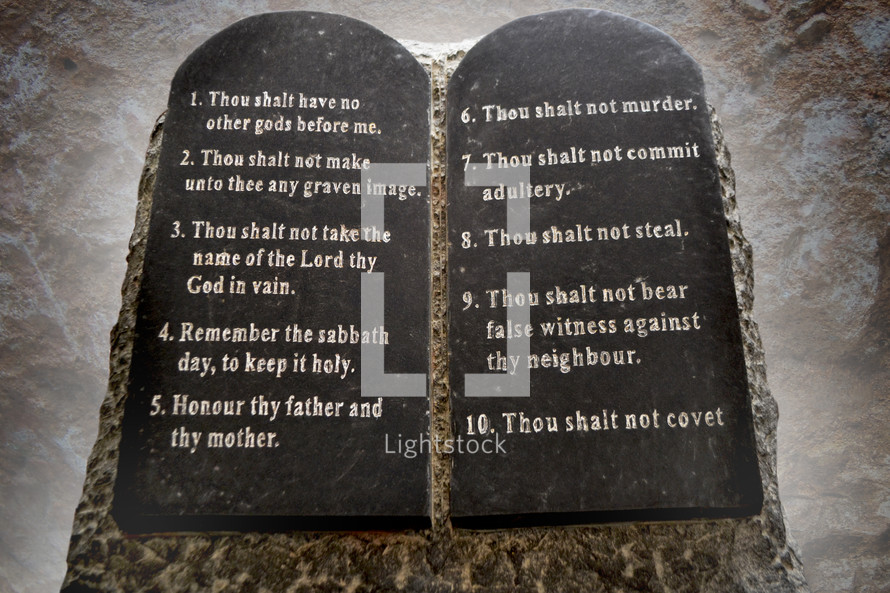 1. Thou shalt have no
other gods before me.
2. Thou shalt not make
unto thee any graven image.
3. Thou shalt not take the
name of the Lord thy
God in vain.
4. Remember the sabbath
day, to keep it holy.
5. Honour thy father and
thy mother.
6. Thou shalt not murder.
7. Thou shalt not commit
adultery.
8. Thou shalt not steal.
9. Thou shalt not bear
false witness against
thy neighbour.
10. Thou shalt not covet
Lightstock